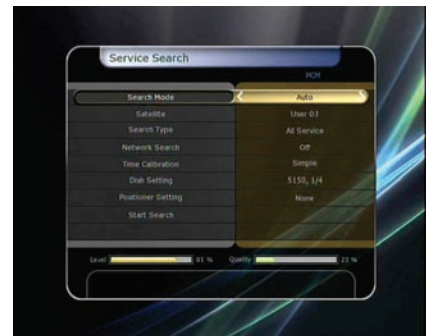 Service Search
PCM
Search Mode Auto
Satellite User 03
Search Type All Service
Network Search Off
Time Calibration Simple
Dish Setting 5150, 1/4
Positioner Setting None
Start Search
Level 81 % Quality 23 %